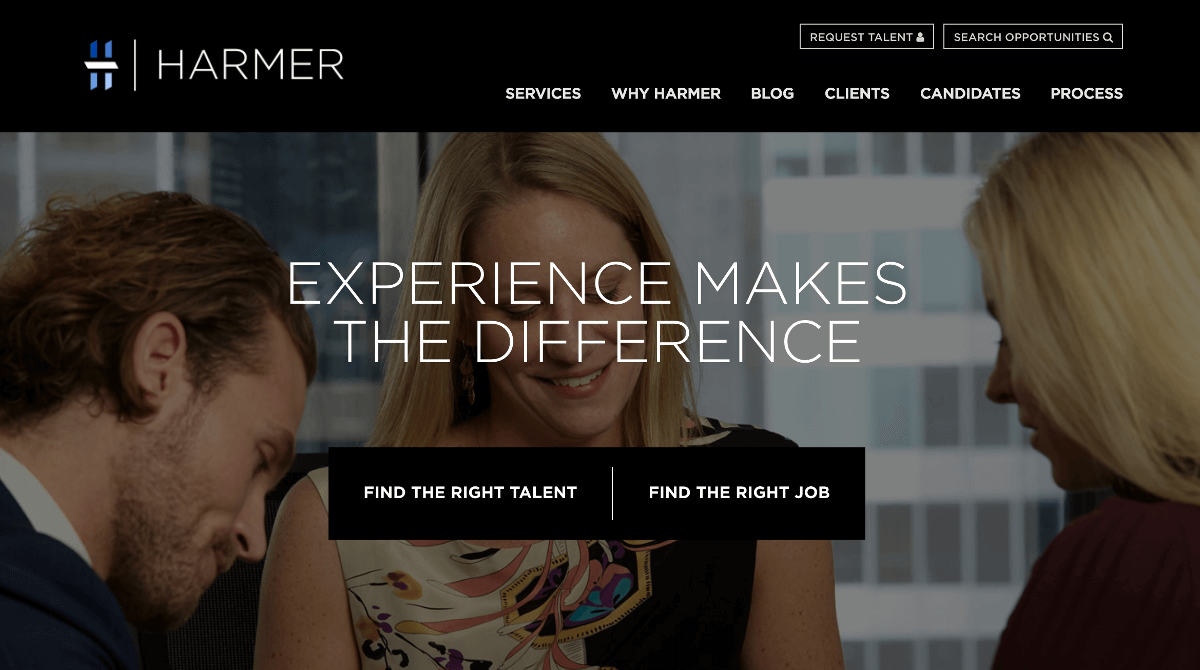 HARMER
REQUEST TALENT
SEARCH OPPORTUNITIES
SERVICES WHY HARMER BLOG CLIENTS CANDIDATES PROCESS
EXPERIENCE MAKES
THE DIFFERENCE
FIND THE RIGHT TALENT
FIND THE RIGHT JOB